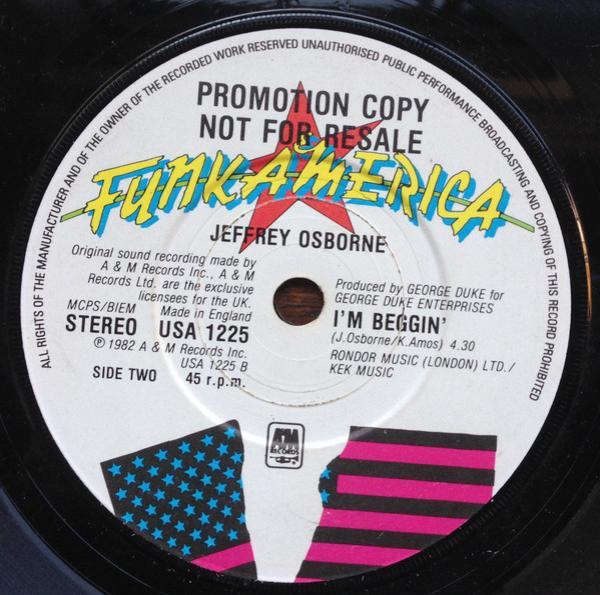 ALL RIGHTS OF THE MANUFACTURER AND OF THE OWNER OF THE RECORDED WORK RESERVED UNAUTHORISED PUBLIC PERFORMANCE BROADCASTING AND COPYING OF THIS RECORD PROHIBITED
PROMOTION COPY
NOT FOR RESALE
FUNKAMERICA
JEFFREY OSBORNE
Original sound recording made by
A & M Records Inc., A & M
Records Ltd. are the exclusive
licensees for the UK.
MCPS/BIEM Made in England
STEREO USA 1225
℗ 1982 A & M Records Inc.
USA 1225 B
SIDE TWO 45 r.p.m.
Produced by GEORGE DUKE for
GEORGE DUKE ENTERPRISES
I'M BEGGIN'
(J.Osborne/K.Amos) 4.30
RONDOR MUSIC (LONDON) LTD./
KEK MUSIC
A&M
RECORDS